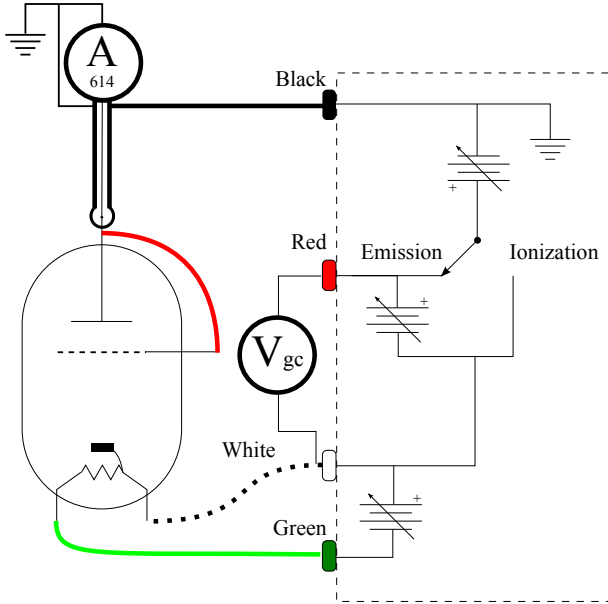 A
614
Black
+
Red
Emission
Ionization
+
V gc
White
+
Green